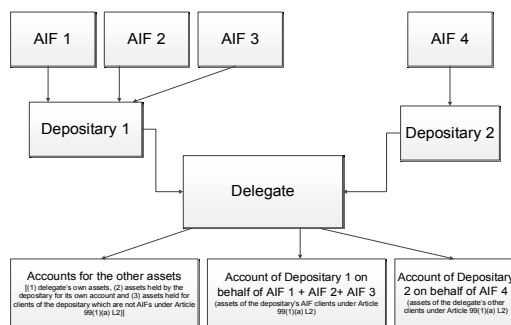 AIF 1
AIF 2
AIF 3
AIF 4
Depositary 1
Depositary 2
Delegate
Accounts for the other assets
[(1) delegate's own assets, (2) assets held by the
depositary for its own account and (3) assets held for
clients of the depositary which are not AIFs under Article
99(1)(a) L2)]
Account of Depositary 1 on
behalf of AIF 1 + AIF 2+ AIF 3
(assets of the depositary's AIF clients under Article
99(1)(a) L2)
Account of Depositary
2 on behalf of AIF 4
(assets of the delegate's other
clients under Article 99(1)(a) L2)